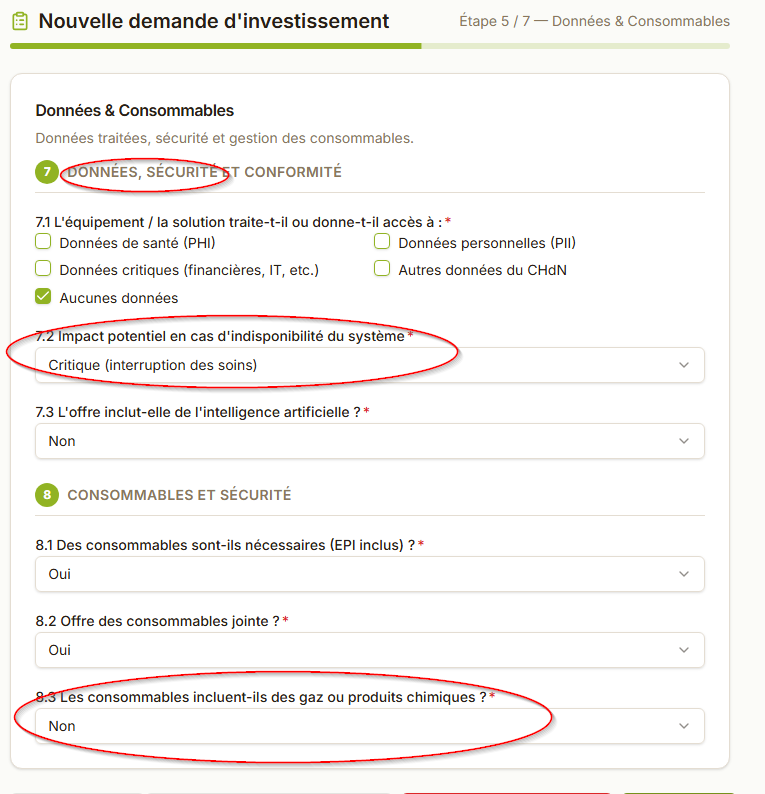 Nouvelle demande d'investissement
Étape 5 / 7 — Données & Consommables
Données & Consommables
Données traitées, sécurité et gestion des consommables.
7 DONNÉES, SÉCURITÉ ET CONFORMITÉ
7.1 L'équipement / la solution traite-t-il ou donne-t-il accès à : *
Données de santé (PHI)
Données personnelles (PII)
Données critiques (financières, IT, etc.)
Autres données du CHdN
Aucunes données
7.2 Impact potentiel en cas d'indisponibilité du système *
Critique (interruption des soins)
7.3 L'offre inclut-elle de l'intelligence artificielle ? *
Non
8 CONSOMMABLES ET SÉCURITÉ
8.1 Des consommables sont-ils nécessaires (EPI inclus) ? *
Oui
8.2 Offre des consommables jointe ? *
Oui
8.3 Les consommables incluent-ils des gaz ou produits chimiques ? *
Non